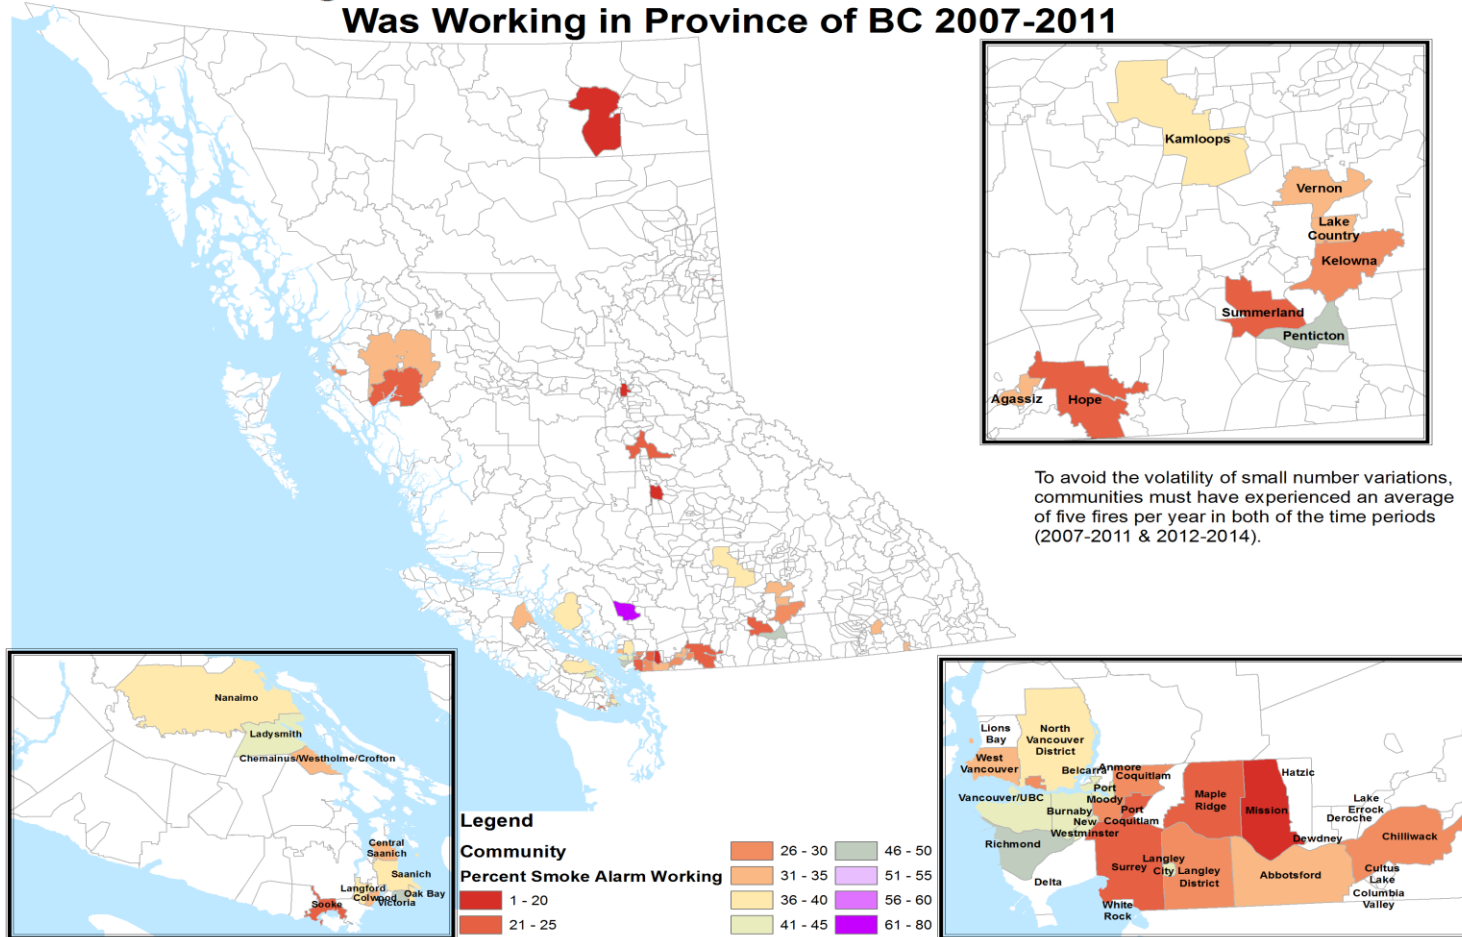 Was Working in Province of BC 2007-2011
Kamloops
Vernon
Lake
Country
Kelowna
Summerland
Penticton
Agassiz
Hope
To avoid the volatility of small number variations,
communities must have experienced an average
of five fires per year in both of the time periods
(2007-2011 & 2012-2014).
Nanaimo
Ladysmith
Chemainus/Westholme/Crofton
Central
Saanich
Saanich
Langford
Colwood
Oak Bay
Victoria
Sooke
Legend
Community
Percent Smoke Alarm Working
1 - 20
21 - 25
26 - 30
31 - 35
36 - 40
41 - 45
46 - 50
51 - 55
56 - 60
61 - 80
Lions
Bay
North
Vancouver
District
West
Vancouver
Belcarra
Anmore
Coquitlam
Port
Moody
Vancouver/UBC
Burnaby
New
Westminster
Port
Coquitlam
Maple
Ridge
Mission
Hatzic
Lake
Errock
Deroche
Dewdney
Chilliwack
Richmond
Surrey
Langley
City
Langley
District
Abbotsford
Cultus
Lake
Columbia
Valley
Delta
White
Rock